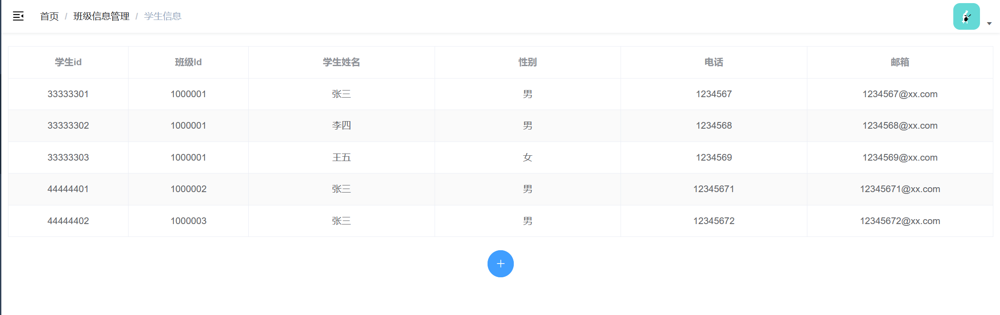 首页 / 班级信息管理 / 学生信息
学生id 班级Id 学生姓名 性别 电话 邮箱
33333301 1000001 张三 男 1234567 1234567@xx.com
33333302 1000001 李四 男 1234568 1234568@xx.com
33333303 1000001 王五 女 1234569 1234569@xx.com
44444401 1000002 张三 男 12345671 12345671@xx.com
44444402 1000003 张三 男 12345672 12345672@xx.com